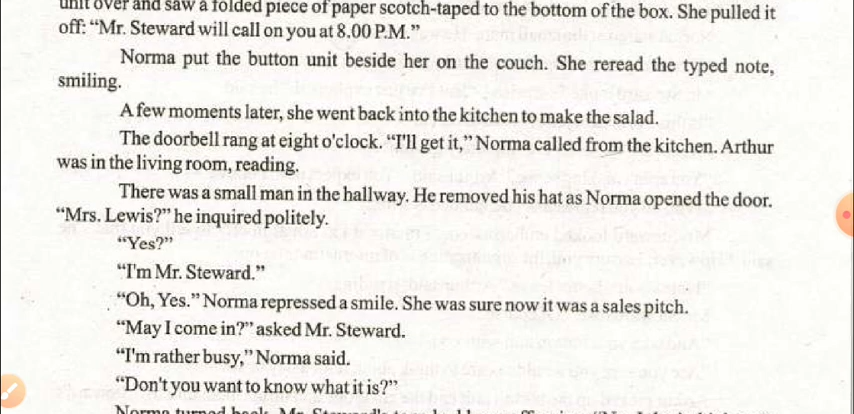 unit over and saw a folded piece of paper scotch-taped to the bottom of the box. She pulled it
off: “Mr. Steward will call on you at 8.00 P.M.”
Norma put the button unit beside her on the couch. She reread the typed note,
smiling.
A few moments later, she went back into the kitchen to make the salad.
The doorbell rang at eight o'clock. “I'll get it,” Norma called from the kitchen. Arthur
was in the living room, reading.
There was a small man in the hallway. He removed his hat as Norma opened the door.
“Mrs. Lewis?” he inquired politely.
“Yes?”
“I'm Mr. Steward.”
“Oh, Yes.” Norma repressed a smile. She was sure now it was a sales pitch.
“May I come in?” asked Mr. Steward.
“I'm rather busy,” Norma said.
“Don't you want to know what it is?”
Norma turned